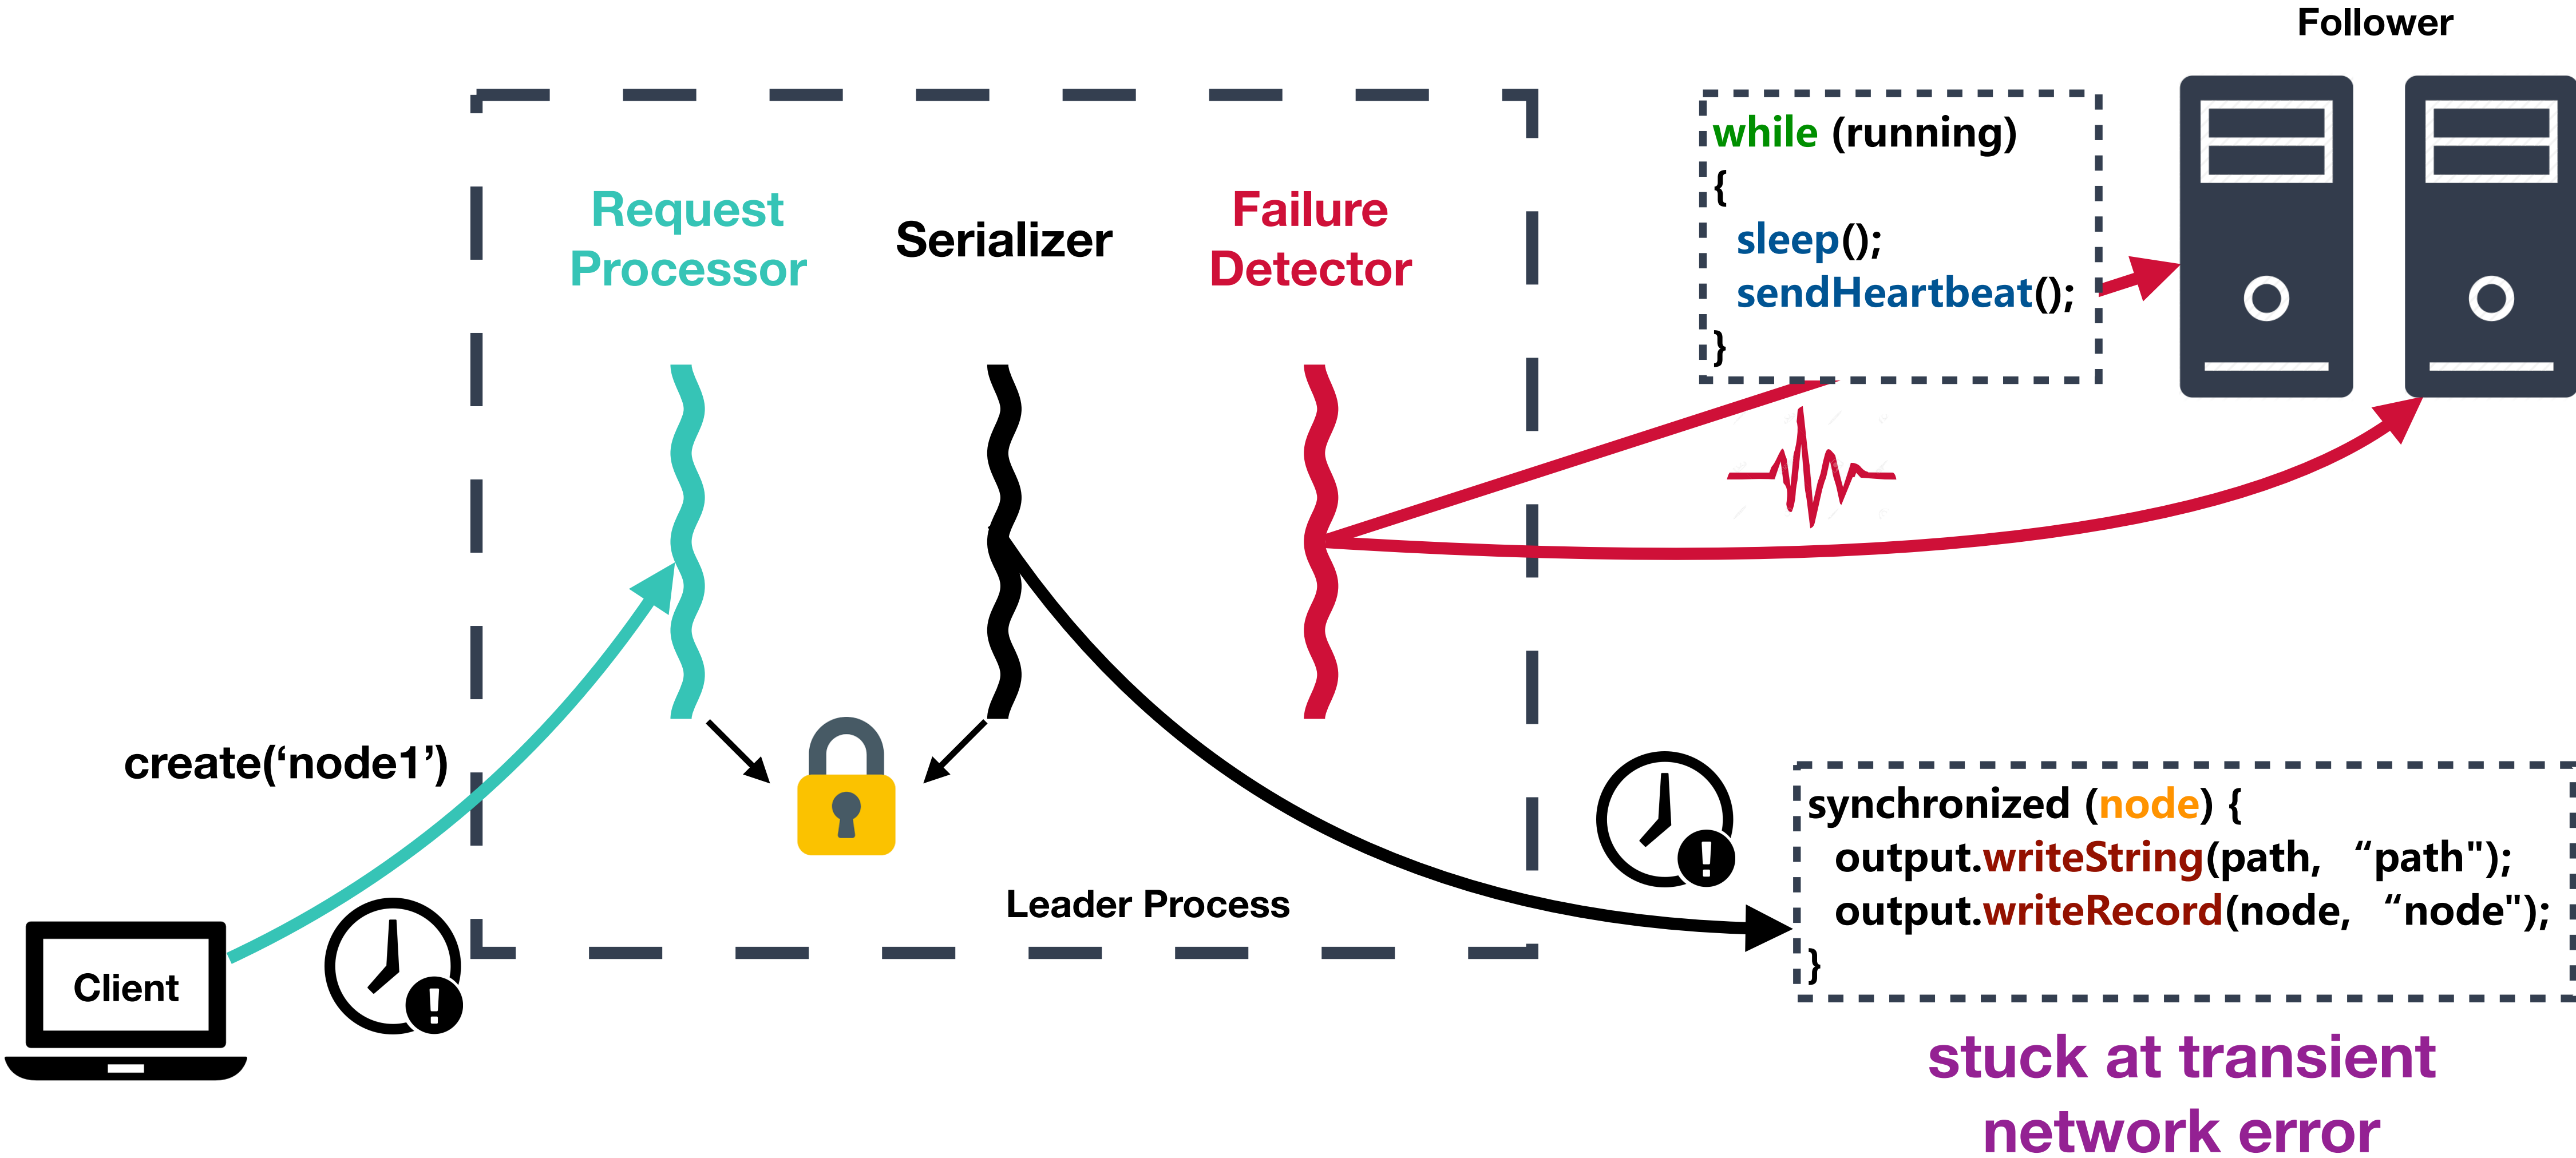 Follower
while (running)
{
sleep();
sendHeartbeat();
}
Request
Processor
Serializer
Failure
Detector
create(‘node1’)
Leader Process
Client
!
!
synchronized (node) {
output.writeString(path, “path");
output.writeRecord(node, “node");
}
stuck at transient
network error